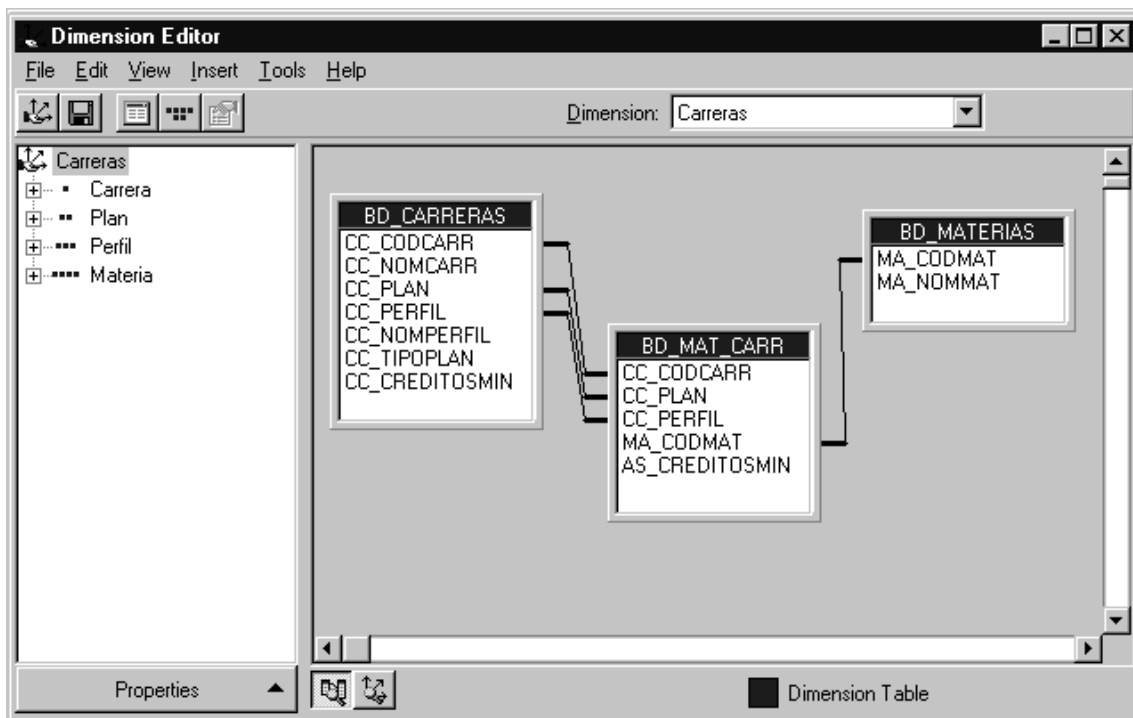 Dimension Editor
File Edit View Insert Tools Help
Dimension: Carreras
Carreras
Carrera
Plan
Perfil
Materia
BD_CARRERAS
CC_CODCARR
CC_NOMCARR
CC_PLAN
CC_PERFIL
CC_NOMPERFIL
CC_TIPOPLAN
CC_CREDITOSMIN
BD_MAT_CARR
CC_CODCARR
CC_PLAN
CC_PERFIL
MA_CODMAT
AS_CREDITOSMIN
BD_MATERIAS
MA_CODMAT
MA_NOMMAT
Properties
Dimension Table